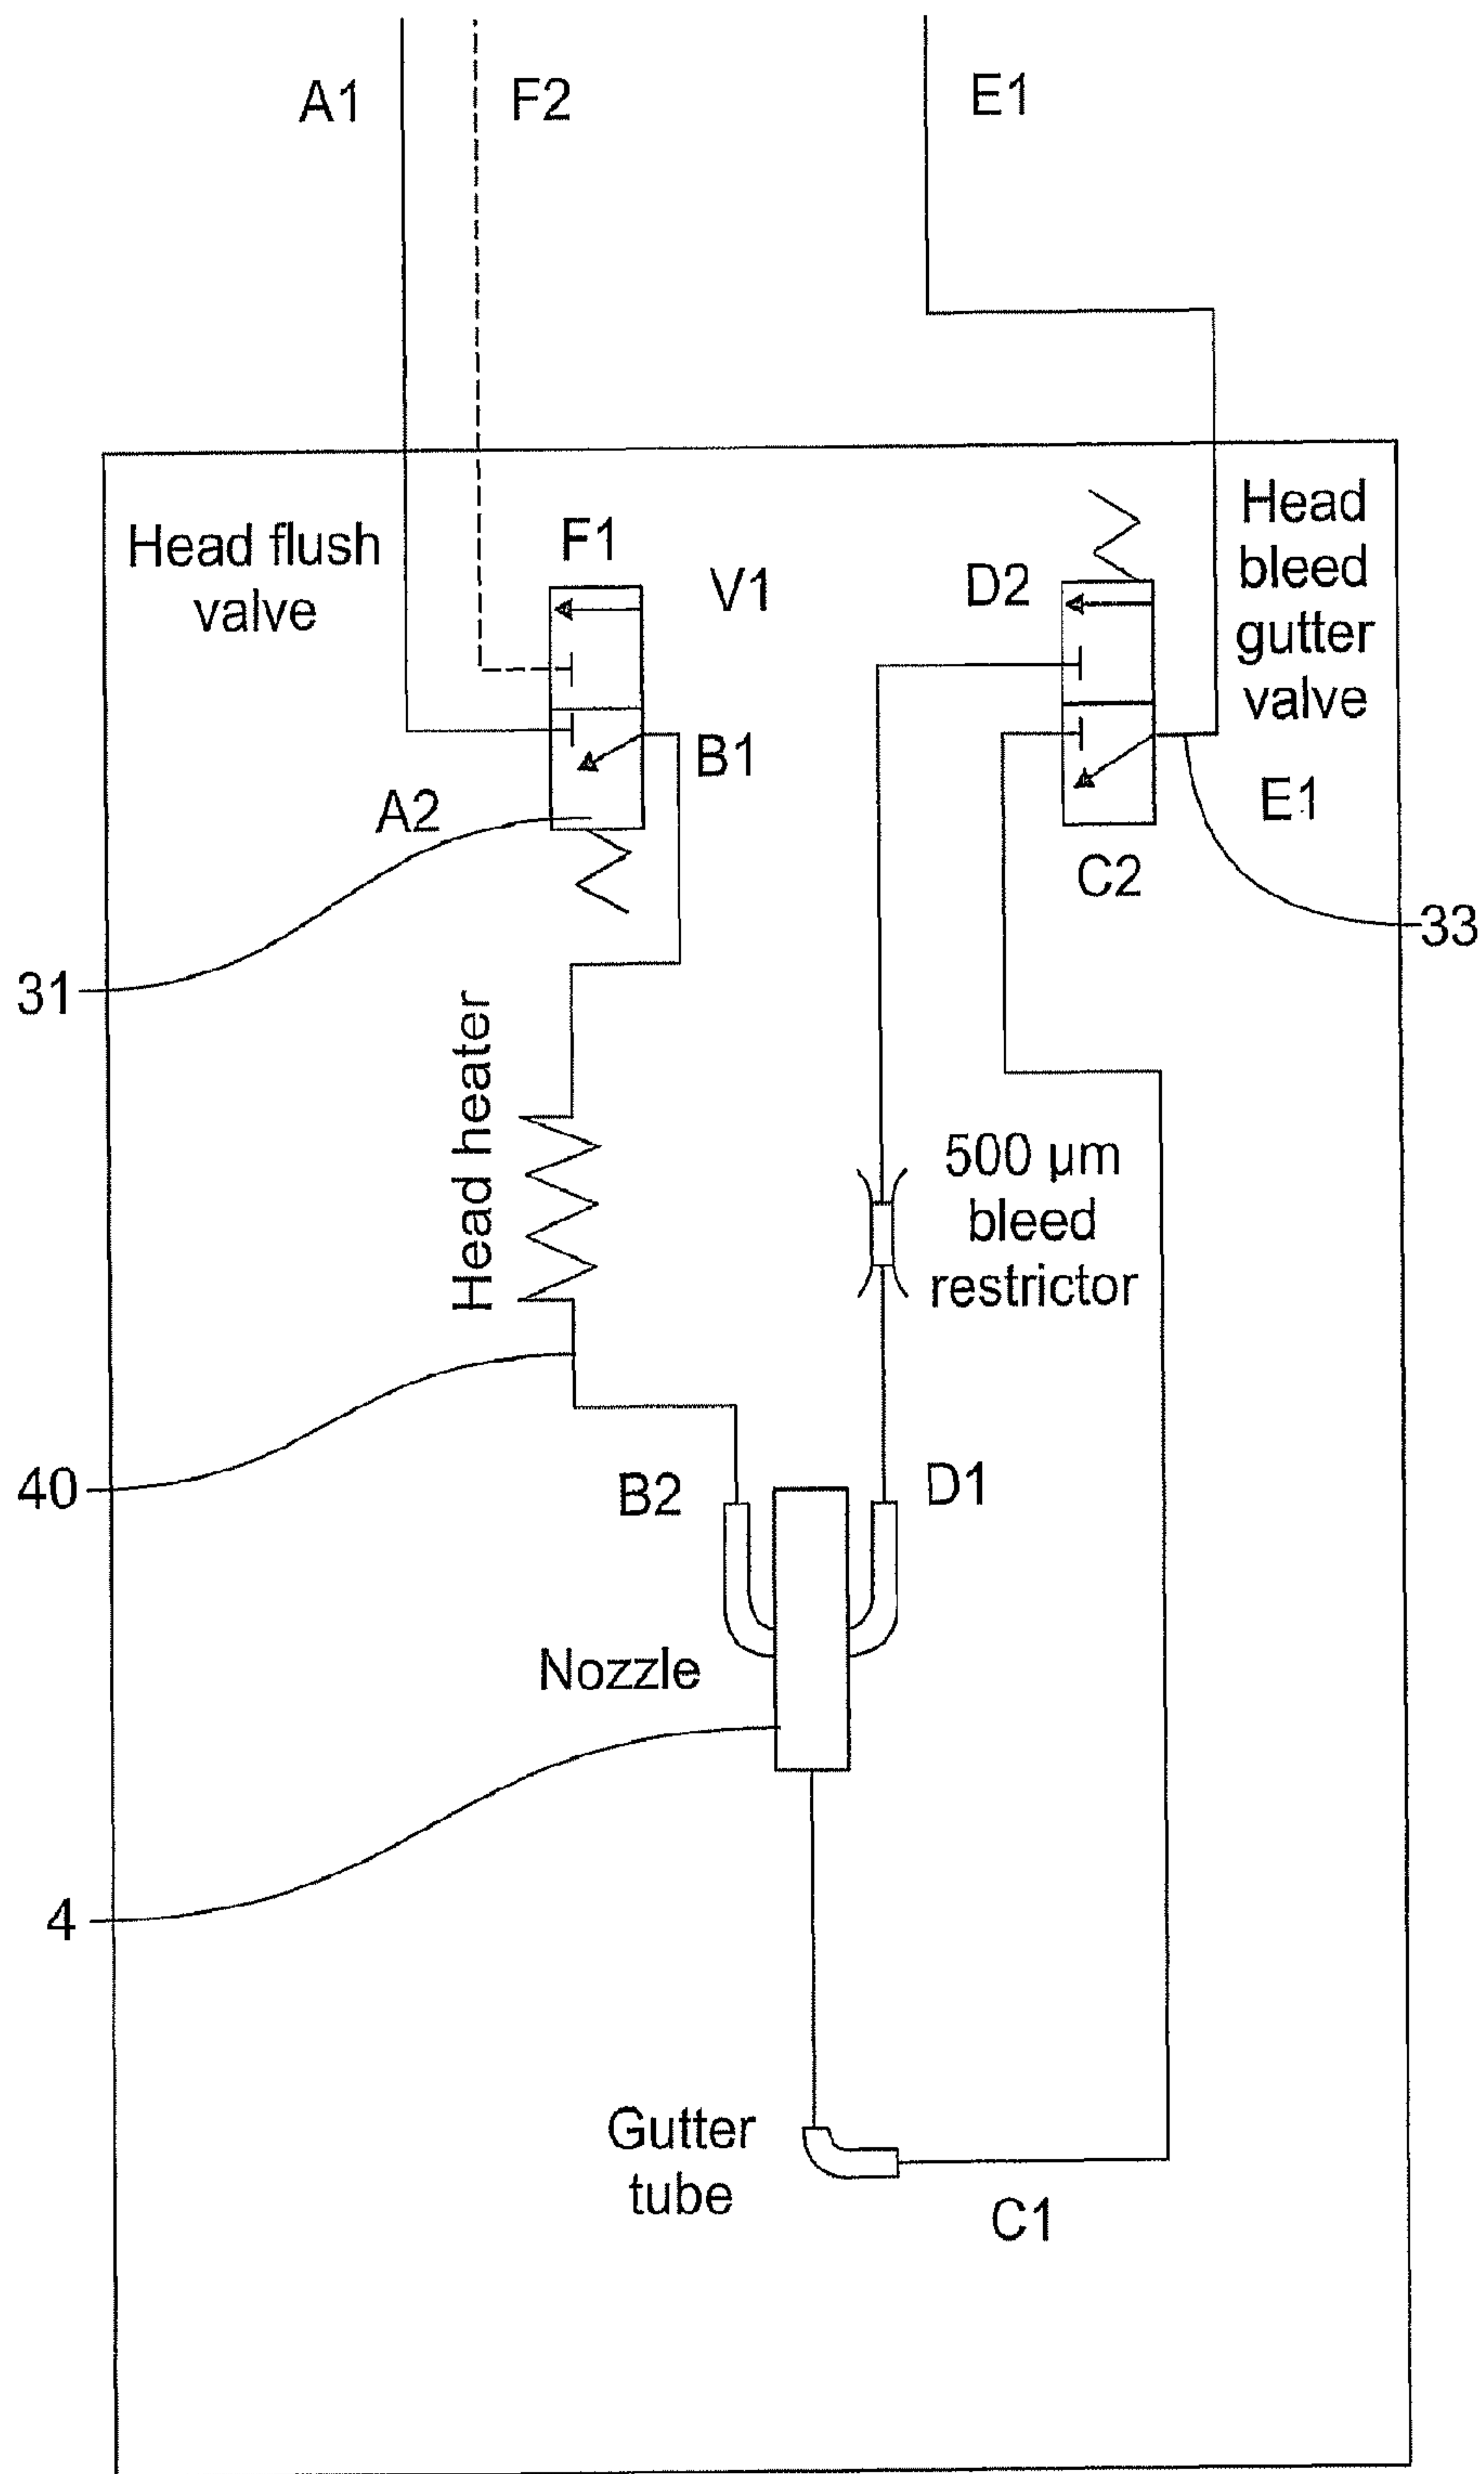 A1
F2
E1
Head flush
valve
F1
V1
D2
Head
bleed
gutter
valve
B1
A2
E1
C2
33
31
Head heater
500 µm
bleed
restrictor
40
B2
D1
Nozzle
4
Gutter
tube
C1